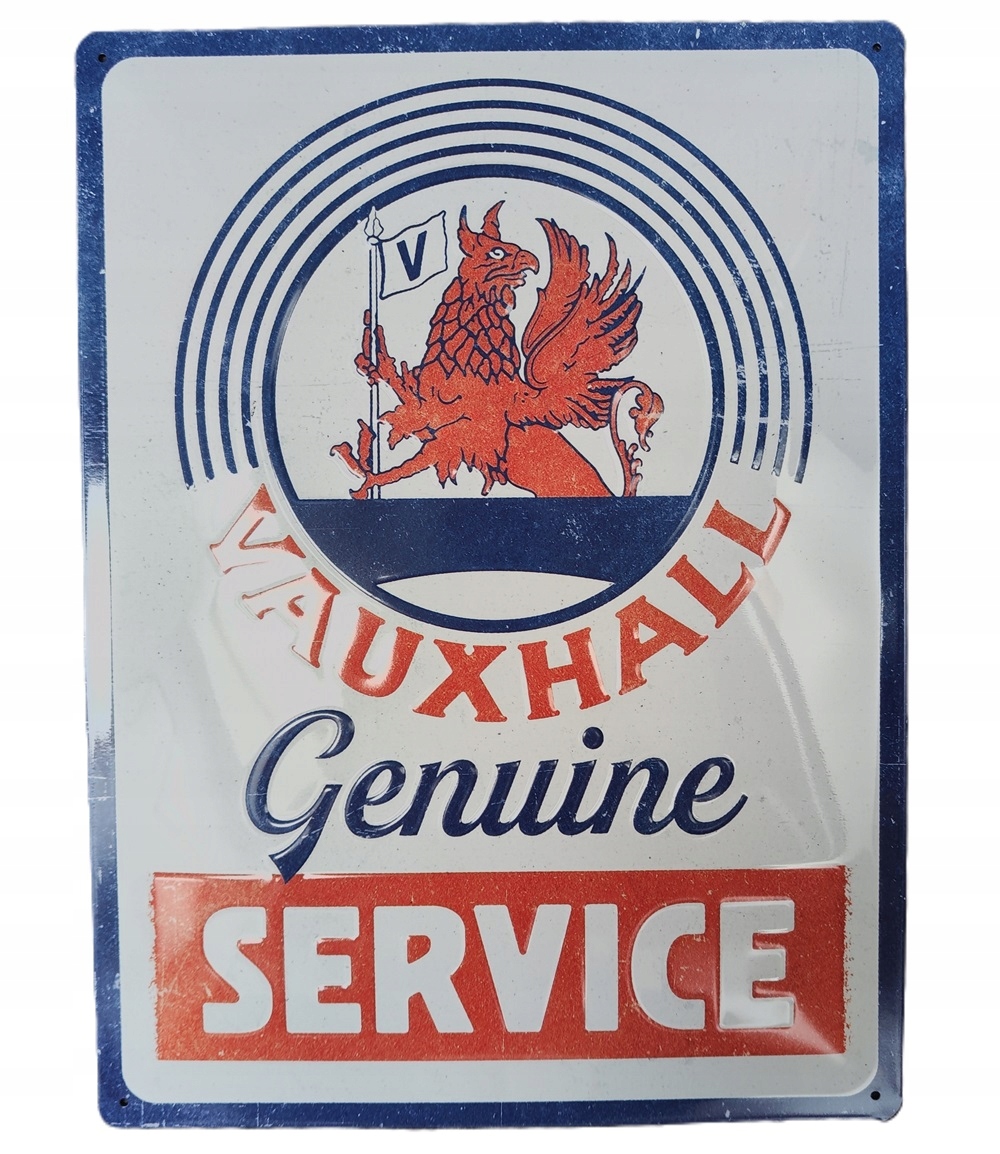 V
VAUXHALL
Genuine
SERVICE